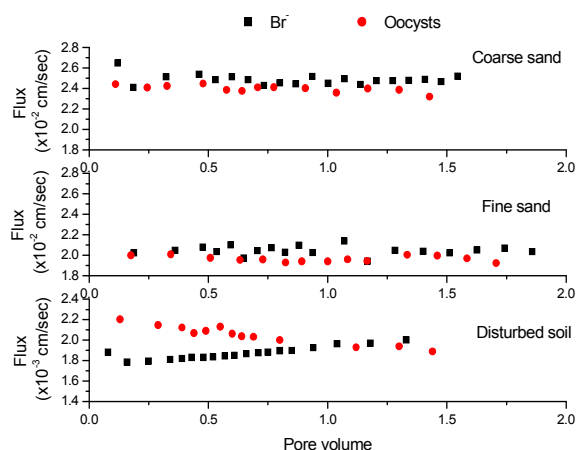 Br⁻ Oocysts
Coarse sand
Flux
(x10⁻² cm/sec)
2.8
2.6
2.4
2.2
2.0
1.8
0.0 0.5 1.0 1.5 2.0
Fine sand
Flux
(x10⁻² cm/sec)
2.8
2.6
2.4
2.2
2.0
1.8
0.0 0.5 1.0 1.5 2.0
Disturbed soil
Flux
(x10⁻³ cm/sec)
2.4
2.2
2.0
1.8
1.6
1.4
0.0 0.5 1.0 1.5 2.0
Pore volume